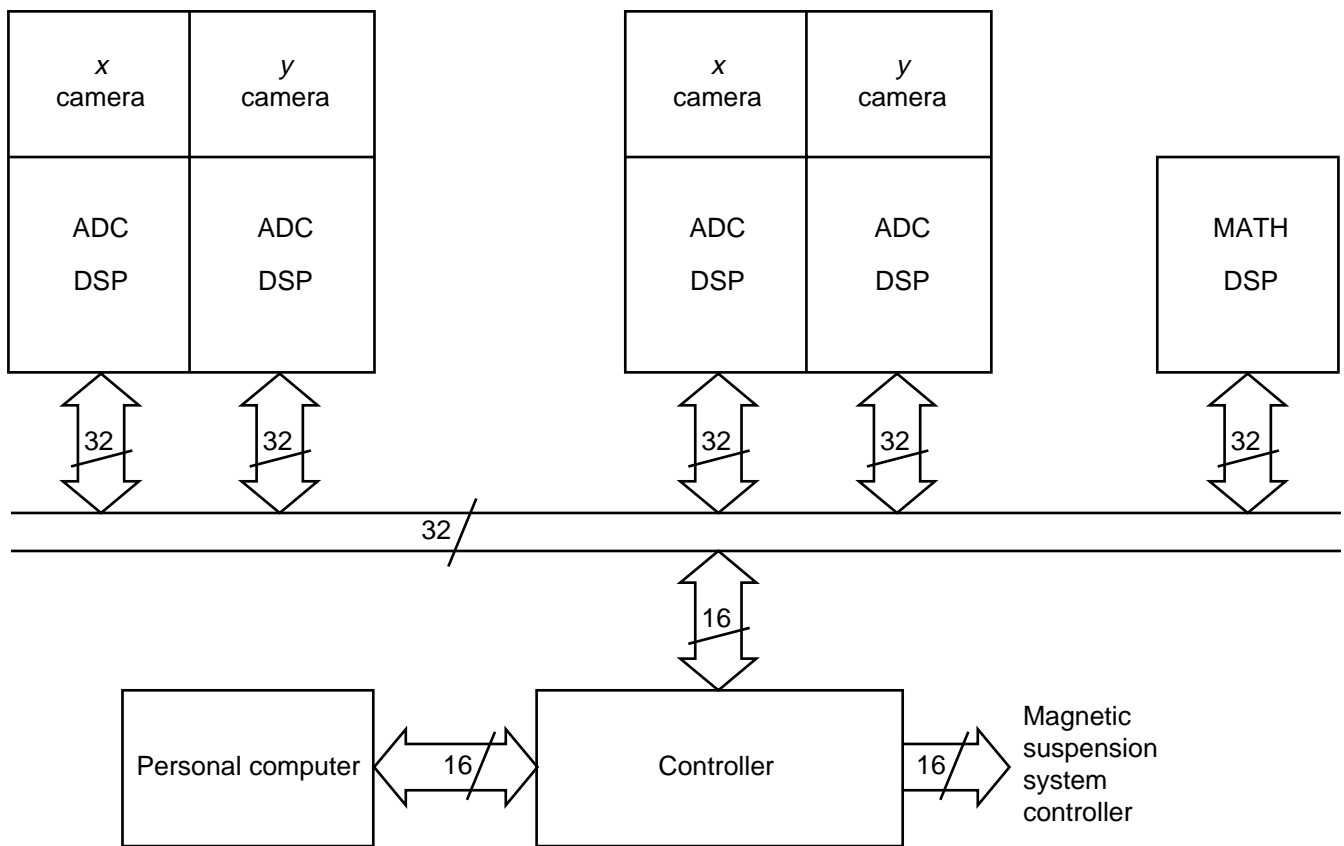 x
camera
y
camera
x
camera
y
camera
ADC
DSP
ADC
DSP
ADC
DSP
ADC
DSP
MATH
DSP
32
32
32
32
32
32
16
Personal computer
16
Controller
16
Magnetic
suspension
system
controller